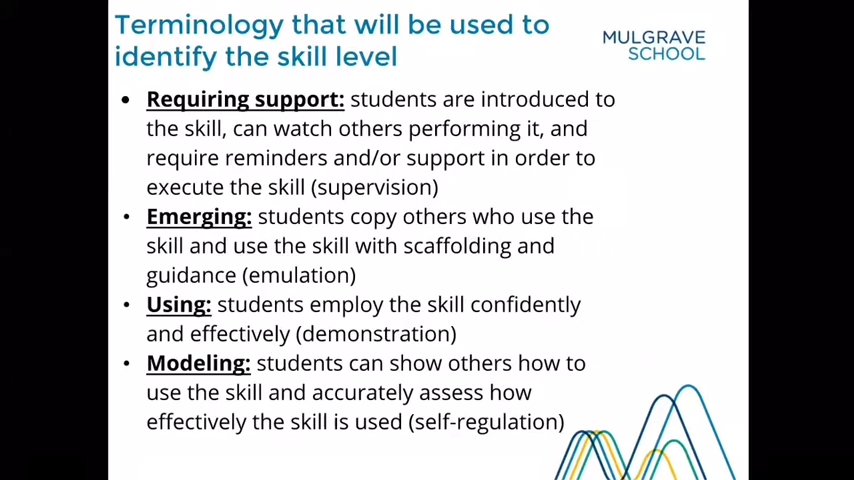 Terminology that will be used to
identify the skill level
MULGRAVE
SCHOOL
• Requiring support: students are introduced to
the skill, can watch others performing it, and
require reminders and/or support in order to
execute the skill (supervision)
• Emerging: students copy others who use the
skill and use the skill with scaffolding and
guidance (emulation)
• Using: students employ the skill confidently
and effectively (demonstration)
• Modeling: students can show others how to
use the skill and accurately assess how
effectively the skill is used (self-regulation)